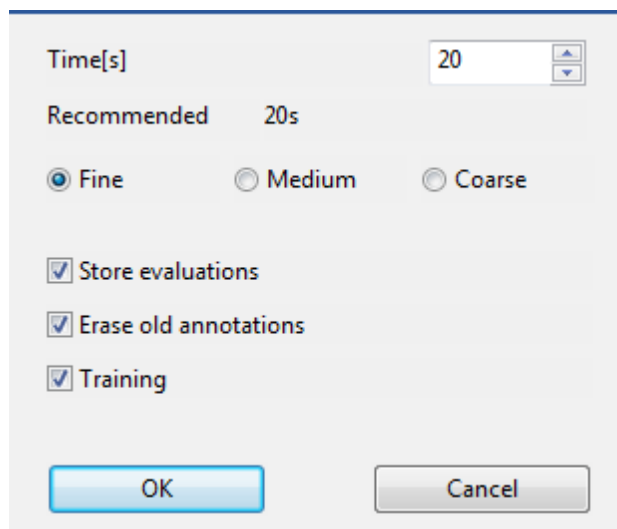 Time[s] 20
Recommended 20s
Fine Medium Coarse
Store evaluations
Erase old annotations
Training
OK Cancel